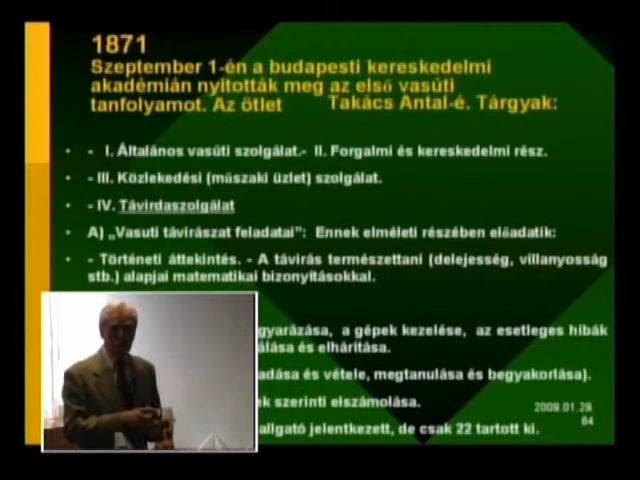 1871
Szeptember 1-én a budapesti kereskedelmi
akadémián nyitották meg az első vasúti
tanfolyamot. Az ötlet Takács Antal-é. Tárgyak:
- I. Általános vasúti szolgálat.- II. Forgalmi és kereskedelmi rész.
- III. Közlekedési (műszaki üzlet) szolgálat.
- IV. Távirdaszolgálat
A) „Vasuti távirászat feladatai”: Ennek elméleti részében előadatik:
- Történeti áttekintés. - A távirás természettani (delejesség, villanyosság
stb.) alapjai matematikai bizonyításokkal.
gyarázása, a gépek kezelése, az esetleges hibák
álása és elhárítása.
adása és vétele, megtanulása és begyakorlása).
ek szerinti elszámolása.
2009.01.29.
64
allgató jelentkezett, de csak 22 tartott ki.